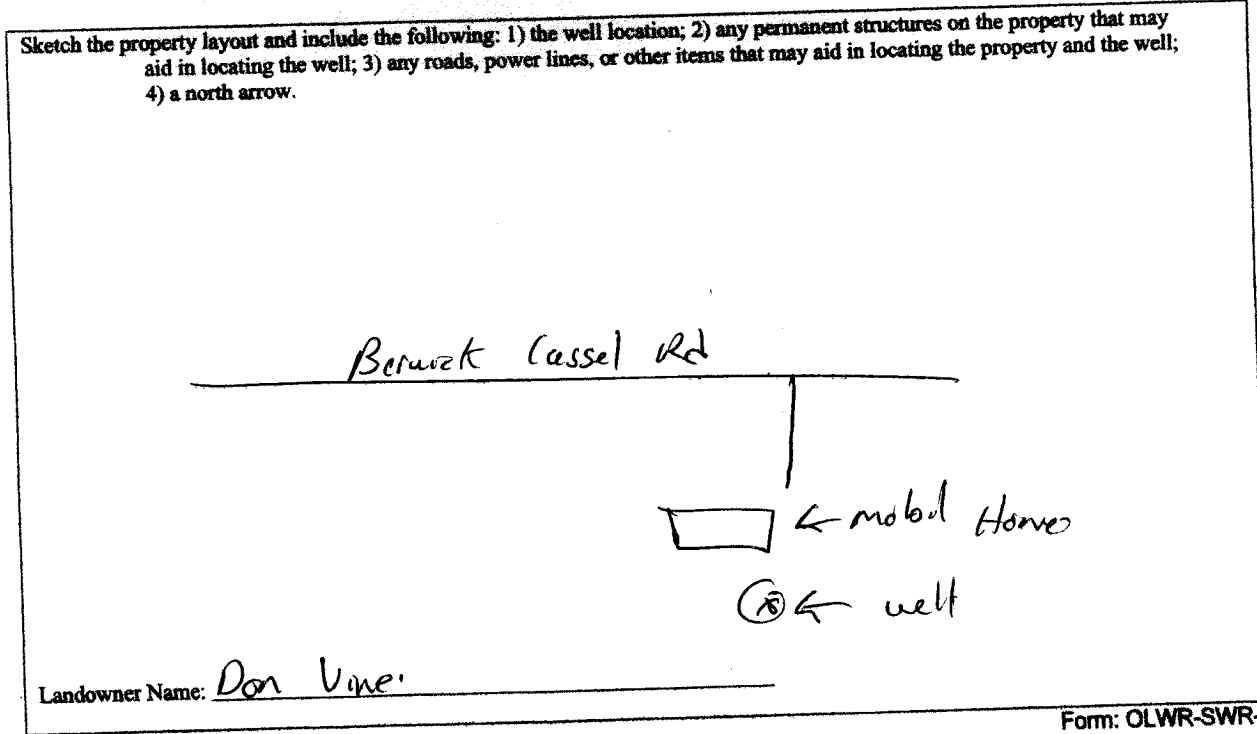 Sketch the property layout and include the following: 1) the well location; 2) any permanent structures on the property that may
aid in locating the well; 3) any roads, power lines, or other items that may aid in locating the property and the well;
4) a north arrow.
Berwick Cassel Rd
← mobil Home
← well
Landowner Name: Don Vine
Form: OLWR-SWR-